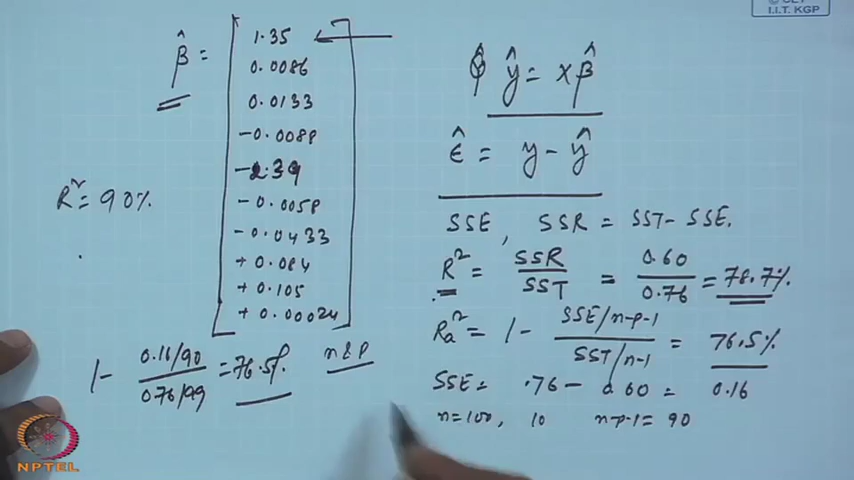 I.I.T. KGP
β̂ =
1.35
0.0086
0.0133
-0.0089
-2.39
-0.0058
-0.0433
+0.084
+0.105
+0.00024
R² = 90%
1 - 0.16/90 / 0.76/99 = 76.5%.
n & p
ŷ = Xβ̂
ε̂ = y - ŷ
SSE, SSR = SST - SSE.
R² = SSR/SST = 0.60/0.76 = 78.7%
Ra² = 1 - SSE/n-p-1 / SST/n-1 = 76.5%
SSE = .76 - 0.60 = 0.16
n=100, 10 n-p-1 = 90
NPTEL